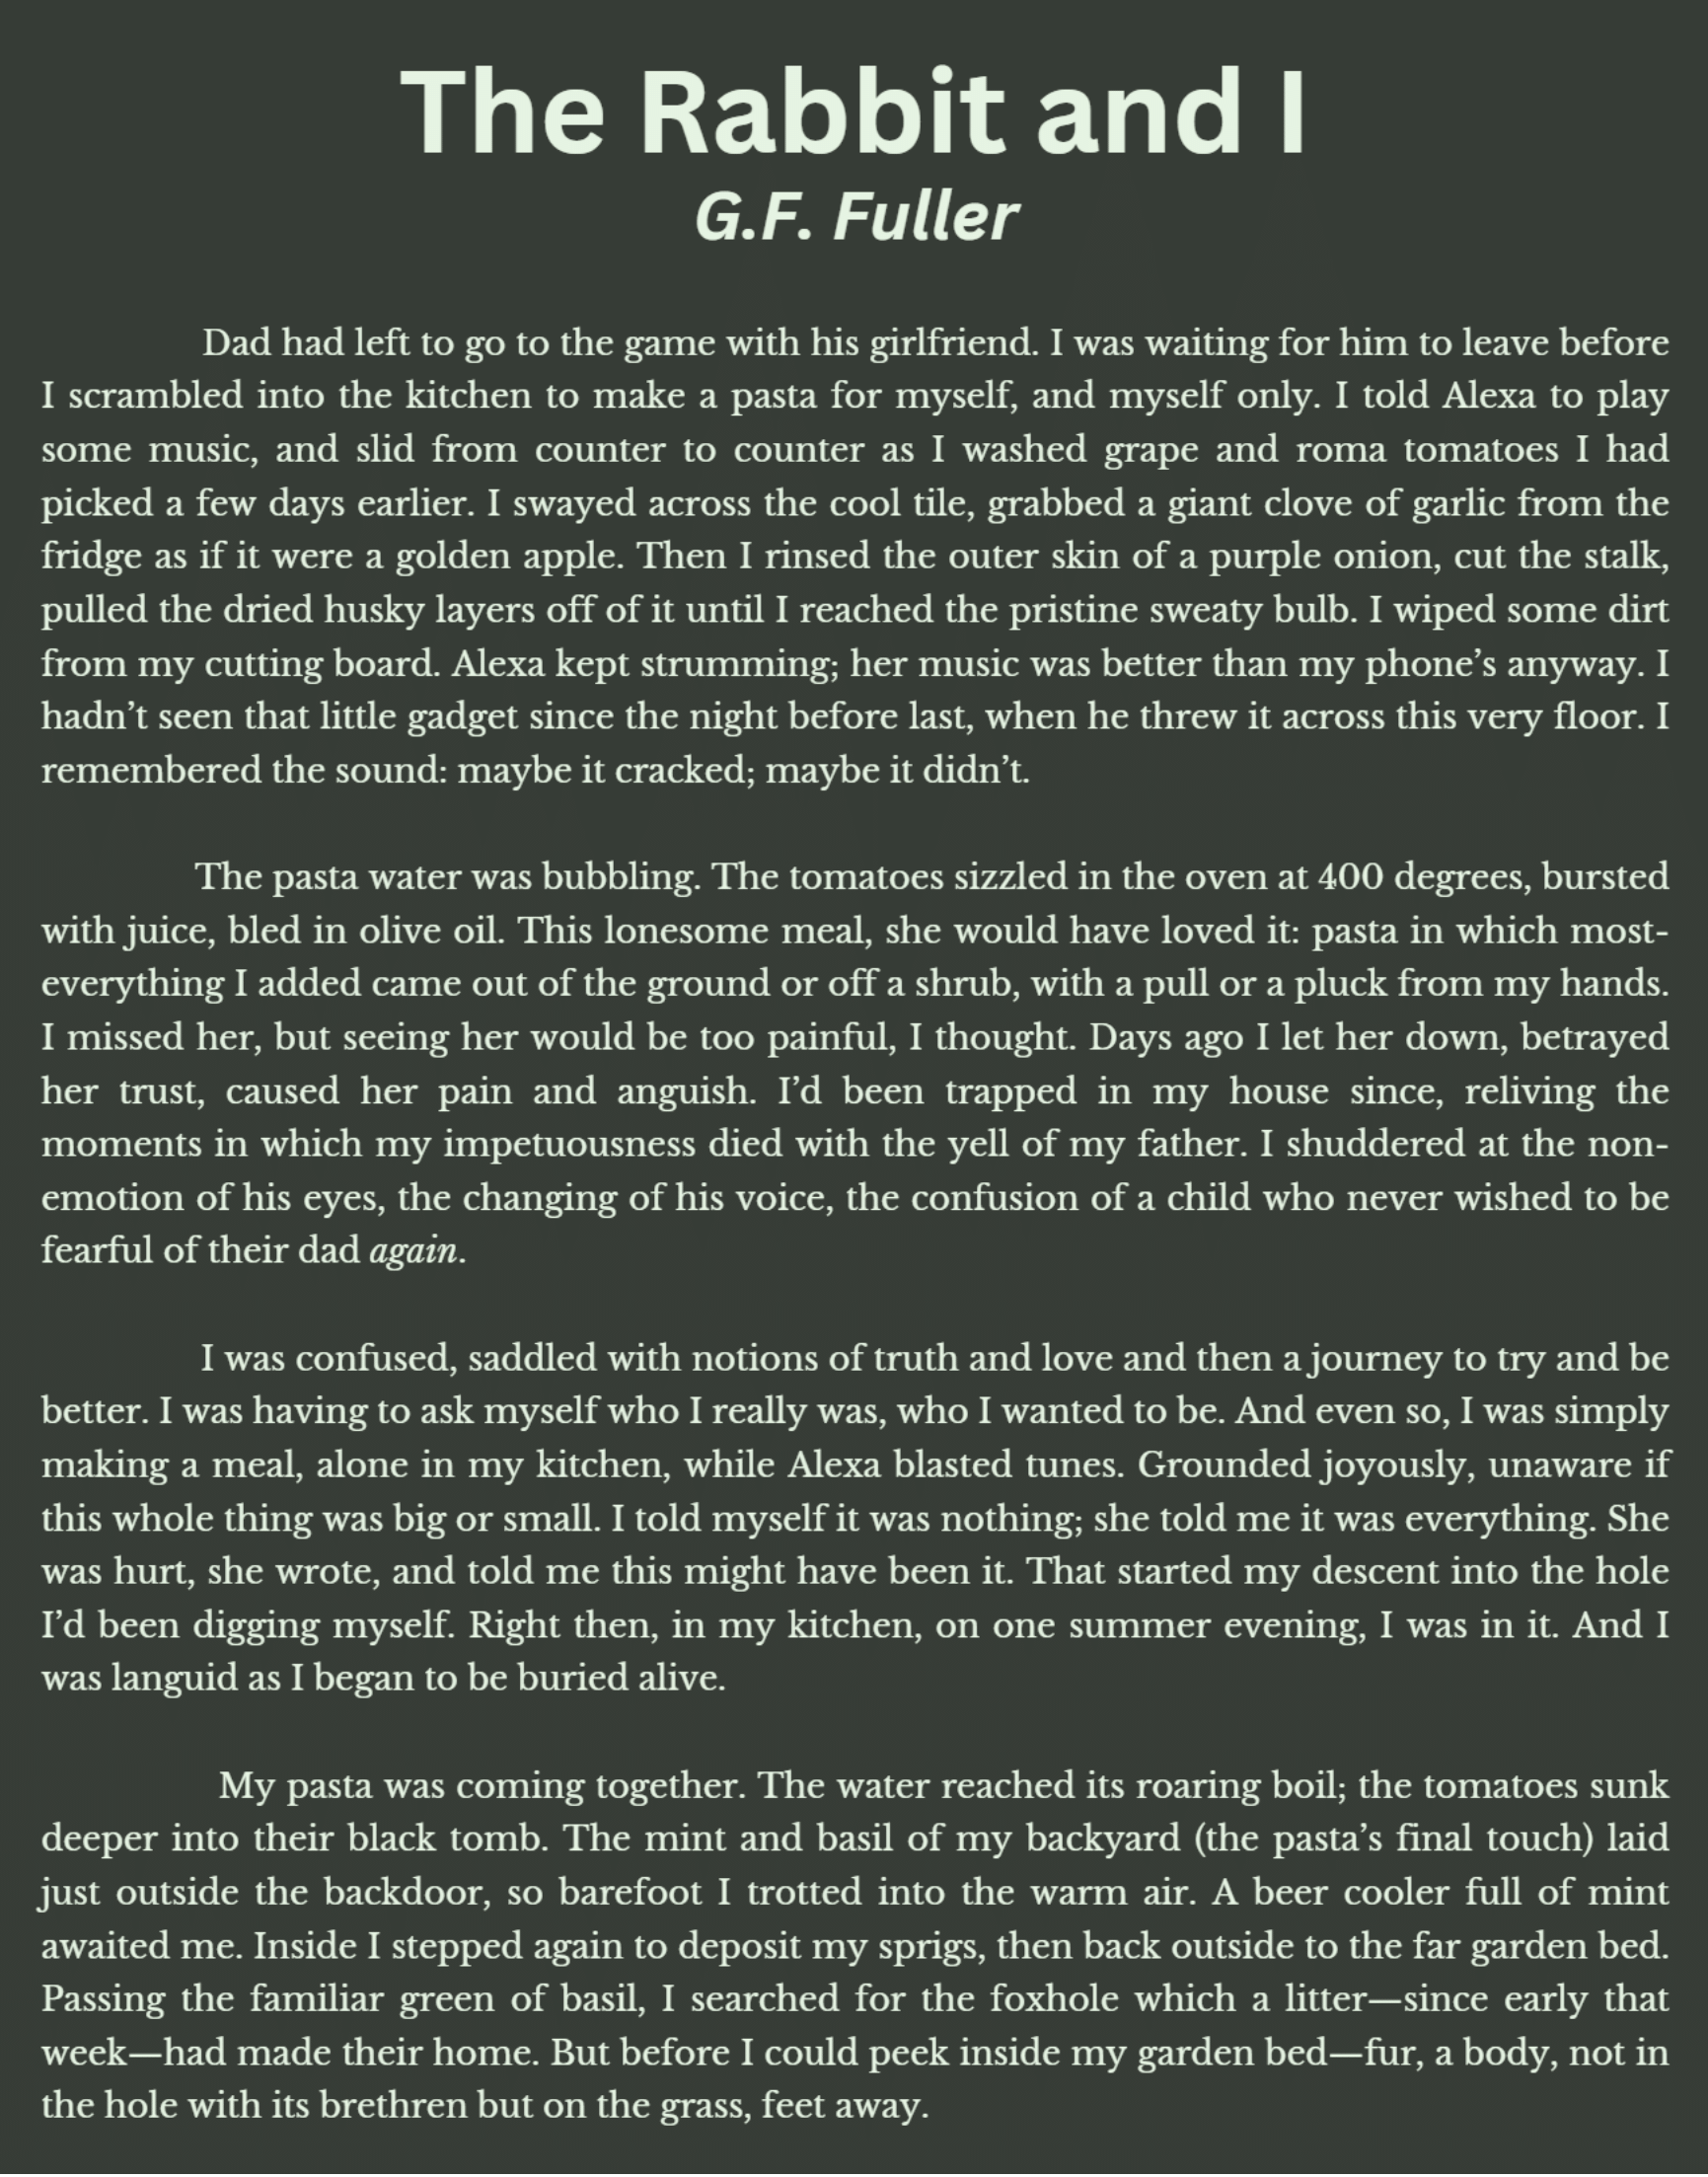 The Rabbit and I
G.F. Fuller
Dad had left to go to the game with his girlfriend. I was waiting for him to leave before
I scrambled into the kitchen to make a pasta for myself, and myself only. I told Alexa to play
some music, and slid from counter to counter as I washed grape and roma tomatoes I had
picked a few days earlier. I swayed across the cool tile, grabbed a giant clove of garlic from the
fridge as if it were a golden apple. Then I rinsed the outer skin of a purple onion, cut the stalk,
pulled the dried husky layers off of it until I reached the pristine sweaty bulb. I wiped some dirt
from my cutting board. Alexa kept strumming; her music was better than my phone’s anyway. I
hadn’t seen that little gadget since the night before last, when he threw it across this very floor. I
remembered the sound: maybe it cracked; maybe it didn’t.
The pasta water was bubbling. The tomatoes sizzled in the oven at 400 degrees, bursted
with juice, bled in olive oil. This lonesome meal, she would have loved it: pasta in which most-
everything I added came out of the ground or off a shrub, with a pull or a pluck from my hands.
I missed her, but seeing her would be too painful, I thought. Days ago I let her down, betrayed
her trust, caused her pain and anguish. I’d been trapped in my house since, reliving the
moments in which my impetuousness died with the yell of my father. I shuddered at the non-
emotion of his eyes, the changing of his voice, the confusion of a child who never wished to be
fearful of their dad again.
I was confused, saddled with notions of truth and love and then a journey to try and be
better. I was having to ask myself who I really was, who I wanted to be. And even so, I was simply
making a meal, alone in my kitchen, while Alexa blasted tunes. Grounded joyously, unaware if
this whole thing was big or small. I told myself it was nothing; she told me it was everything. She
was hurt, she wrote, and told me this might have been it. That started my descent into the hole
I’d been digging myself. Right then, in my kitchen, on one summer evening, I was in it. And I
was languid as I began to be buried alive.
My pasta was coming together. The water reached its roaring boil; the tomatoes sunk
deeper into their black tomb. The mint and basil of my backyard (the pasta’s final touch) laid
just outside the backdoor, so barefoot I trotted into the warm air. A beer cooler full of mint
awaited me. Inside I stepped again to deposit my sprigs, then back outside to the far garden bed.
Passing the familiar green of basil, I searched for the foxhole which a litter—since early that
week—had made their home. But before I could peek inside my garden bed—fur, a body, not in
the hole with its brethren but on the grass, feet away.